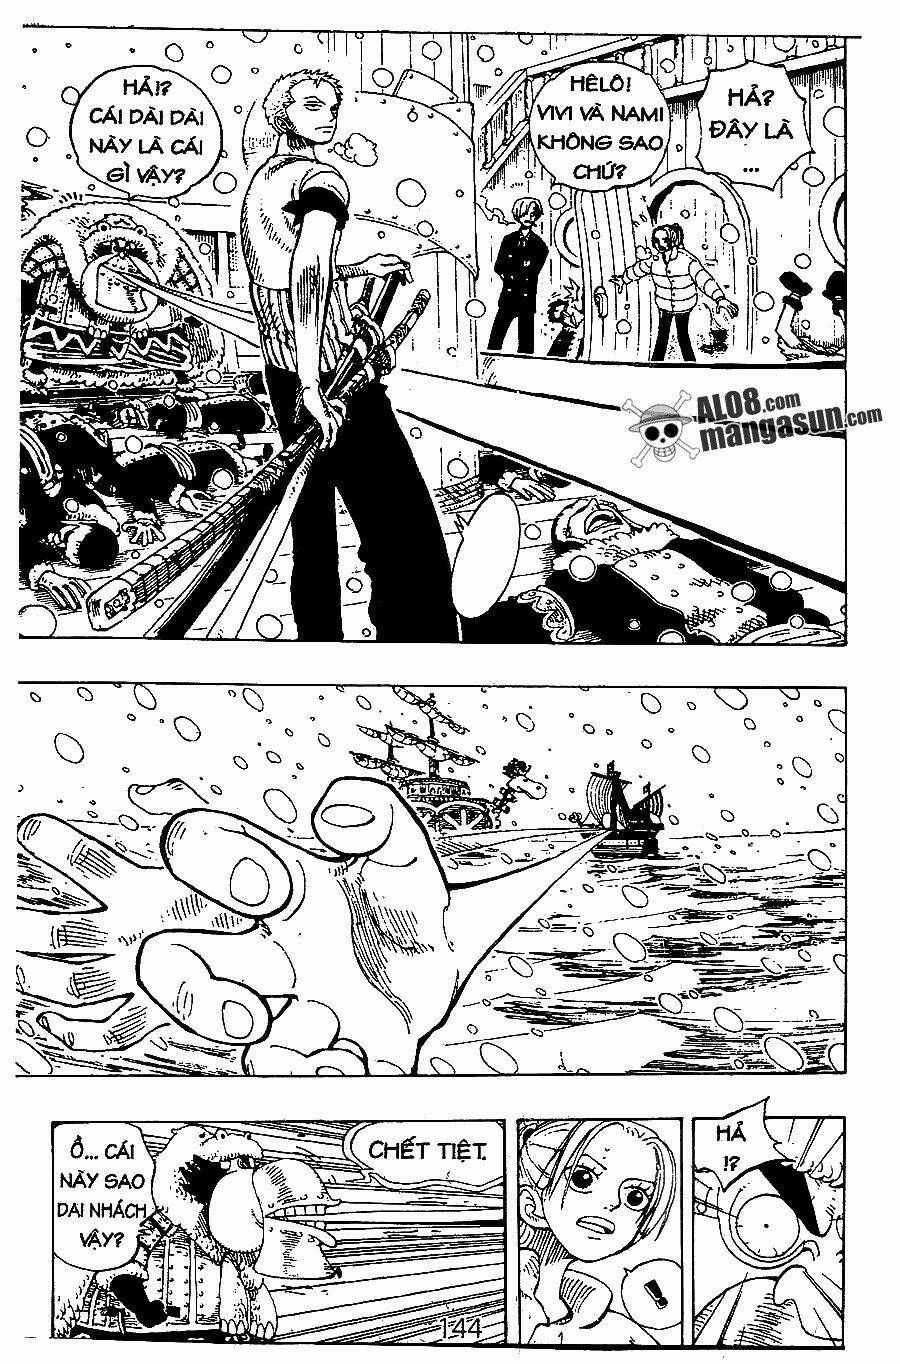 HẢ!?
CÁI DÀI DÀI
NÀY LÀ CÁI
GÌ VẬY?
HÊLÔ!
VIVI VÀ NAMI
KHÔNG SAO
CHỨ?
HẢ?
ĐÂY LÀ
...
ALO8.com
mangasun.com
Ồ... CÁI
NÀY SAO
DAI NHÁCH
VẬY?
CHẾT TIỆT.
!
HẢ
!?
144